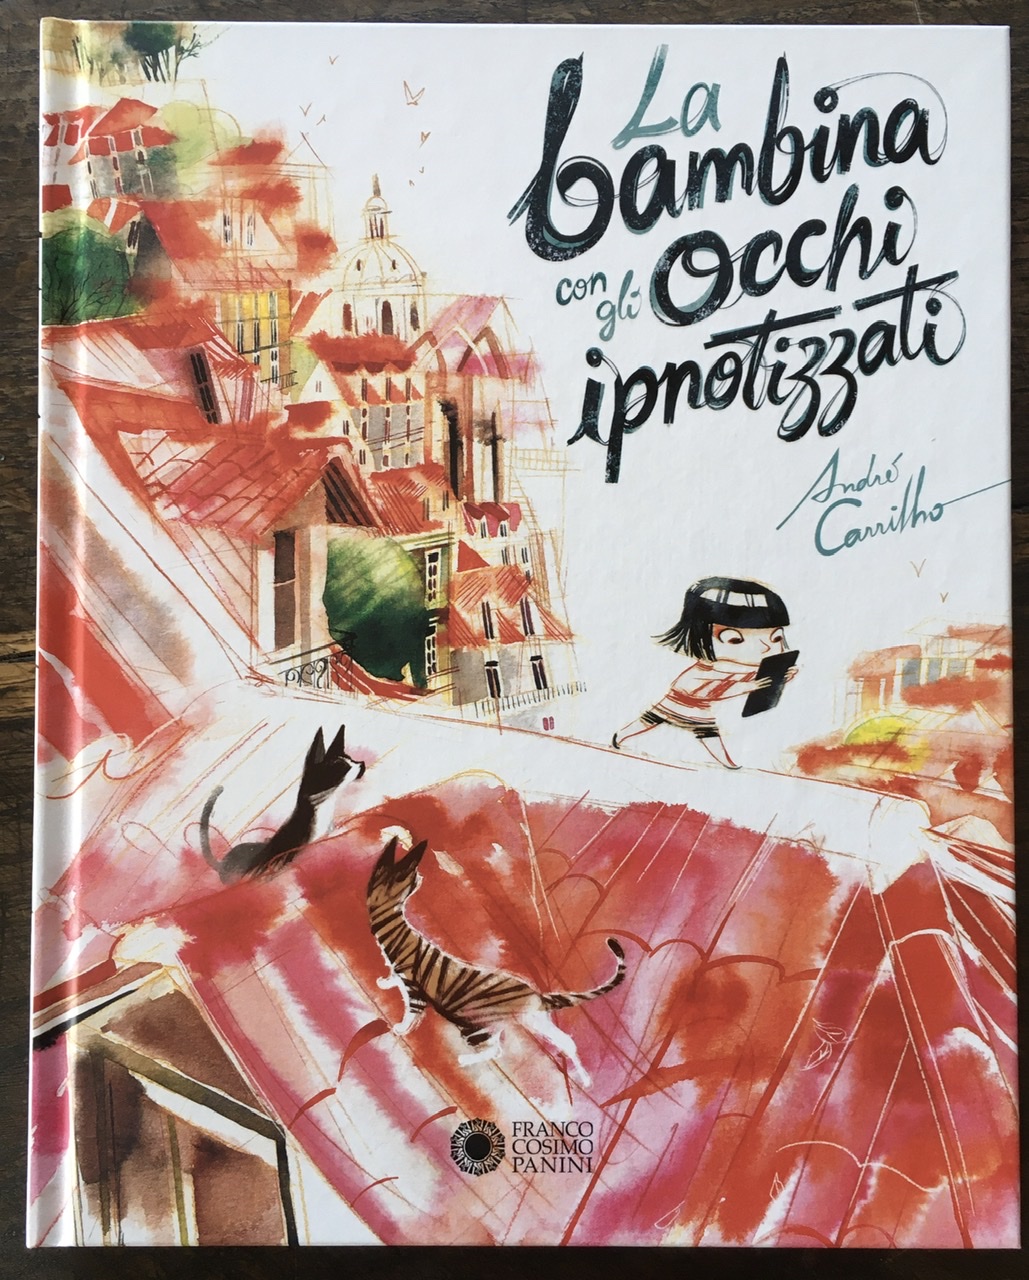 La
bambina
con gli occhi
ipnotizzati
André
Carrilho
FRANCO
COSIMO
PANINI